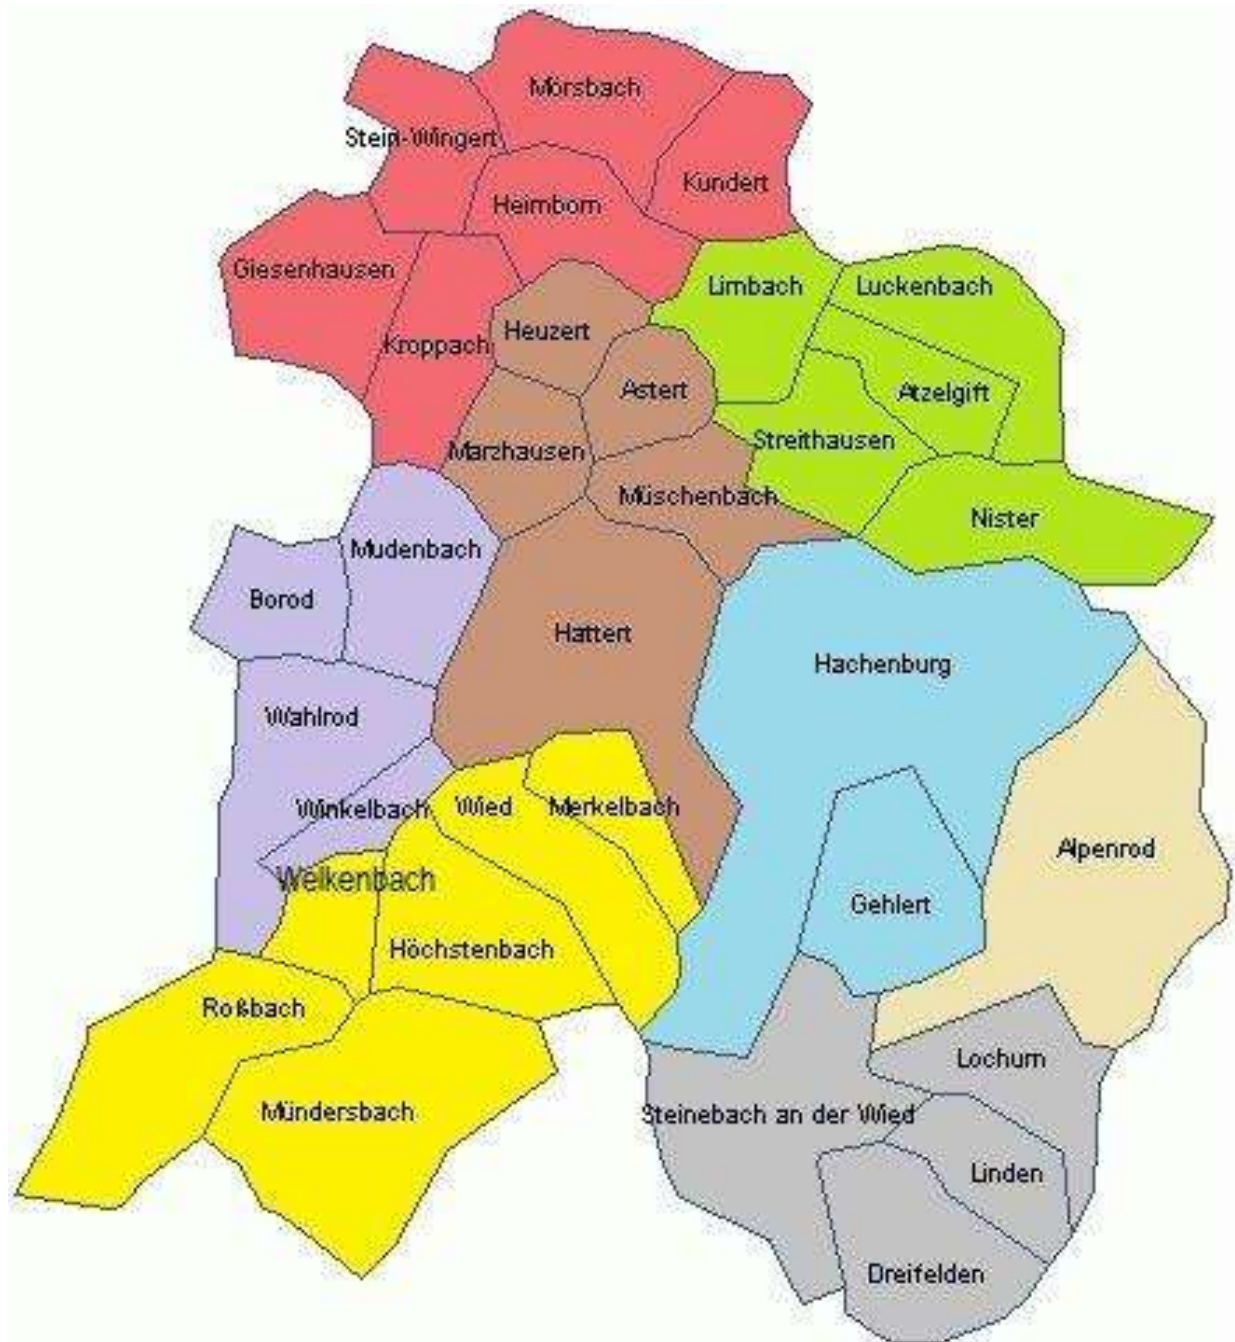 Mörsbach
Stein-Wingert
Kundert
Heimborn
Giesenhausen
Limbach
Luckenbach
Heuzert
Kroppach
Astert
Atzelgift
Streithausen
Marzhausen
Müschenbach
Nister
Mudenbach
Borod
Hattert
Hachenburg
Wahlrod
Winkelbach
Wied
Merkelbach
Alpenrod
Welkenbach
Gehlert
Höchstenbach
Roßbach
Lochum
Mündersbach
Steinebach an der Wied
Linden
Dreifelden